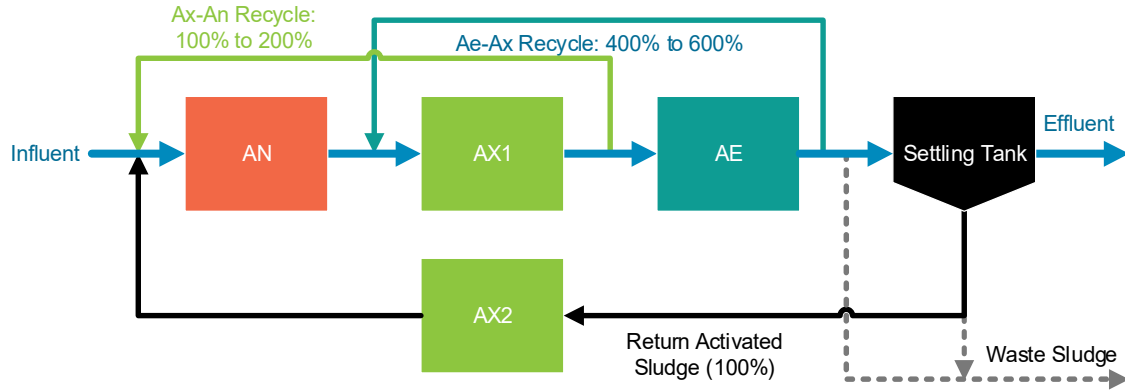 Ax-An Recycle:
100% to 200%
Ae-Ax Recycle: 400% to 600%
Influent
AN
AX1
AE
Settling Tank
Effluent
AX2
Return Activated
Sludge (100%)
Waste Sludge